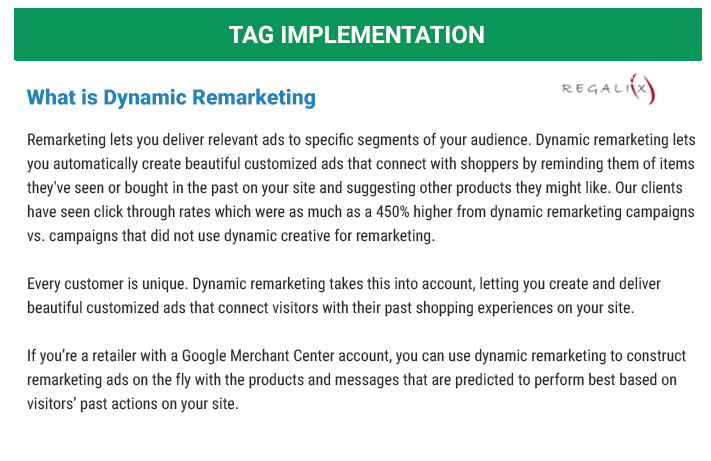 TAG IMPLEMENTATION
What is Dynamic Remarketing
REGALIX
Remarketing lets you deliver relevant ads to specific segments of your audience. Dynamic remarketing lets
you automatically create beautiful customized ads that connect with shoppers by reminding them of items
they've seen or bought in the past on your site and suggesting other products they might like. Our clients
have seen click through rates which were as much as a 450% higher from dynamic remarketing campaigns
vs. campaigns that did not use dynamic creative for remarketing.
Every customer is unique. Dynamic remarketing takes this into account, letting you create and deliver
beautiful customized ads that connect visitors with their past shopping experiences on your site.
If you’re a retailer with a Google Merchant Center account, you can use dynamic remarketing to construct
remarketing ads on the fly with the products and messages that are predicted to perform best based on
visitors’ past actions on your site.